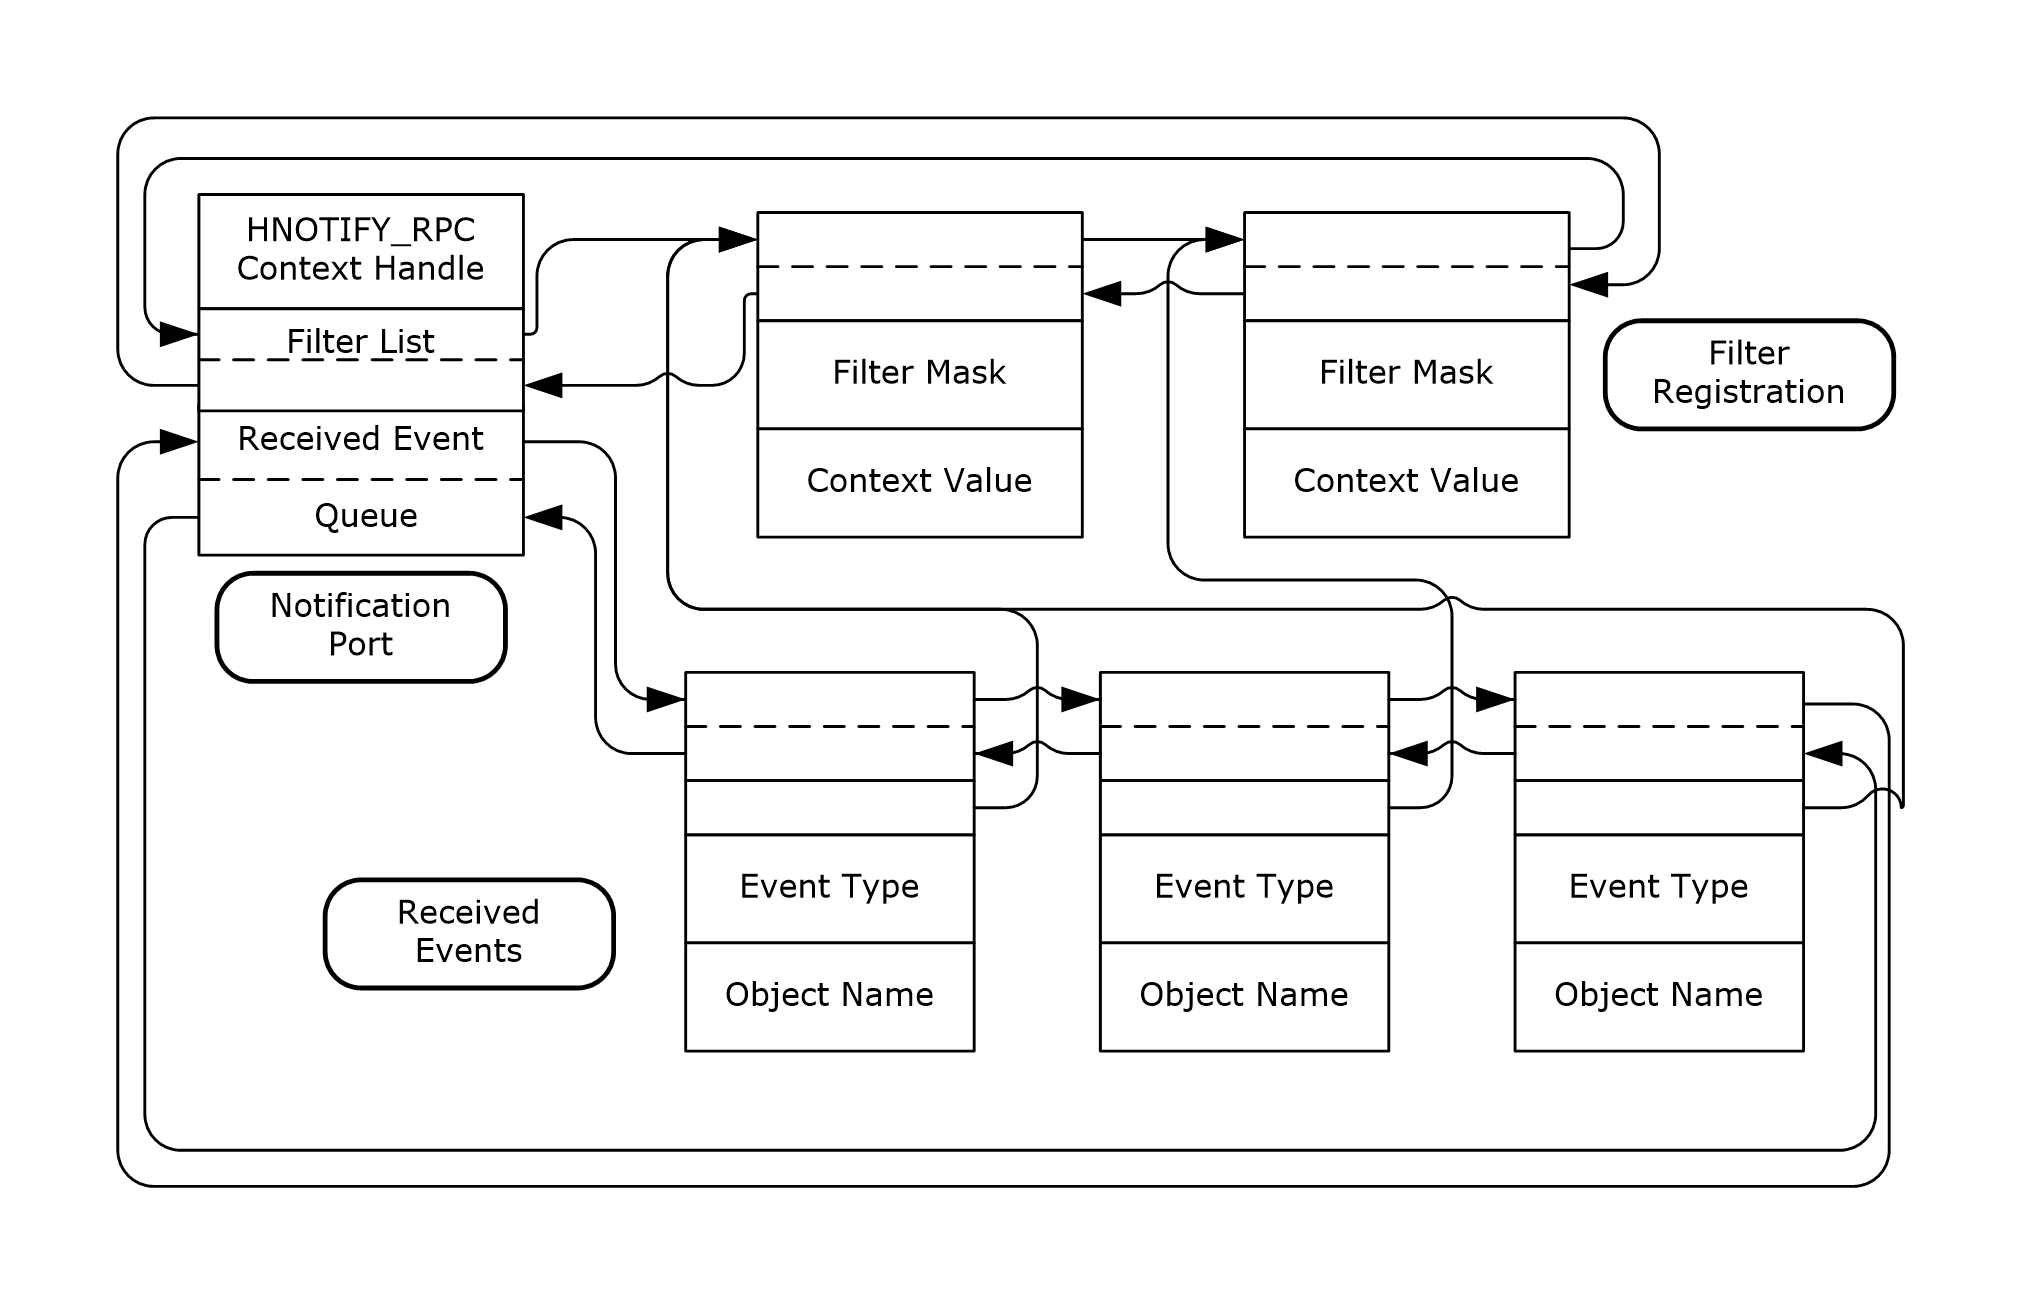 HNOTIFY_RPC
Context Handle
Filter List
Received Event
Queue
Notification
Port
Filter Mask
Context Value
Filter Mask
Context Value
Filter
Registration
Received
Events
Event Type
Object Name
Event Type
Object Name
Event Type
Object Name